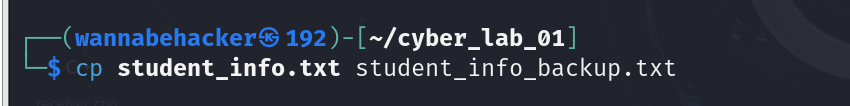 ┌──(wannabehacker㉿192)-[~/cyber_lab_01]
└─$ cp student_info.txt student_info_backup.txt